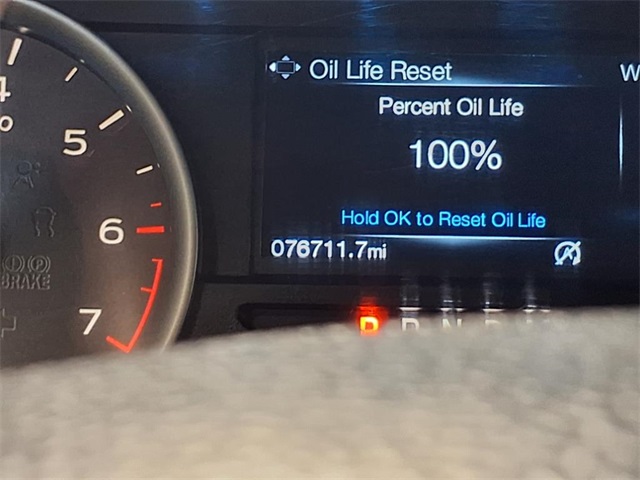 Oil Life Reset
W
Percent Oil Life
100%
Hold OK to Reset Oil Life
076711.7mi
4
5
6
7
BRAKE
P R N D